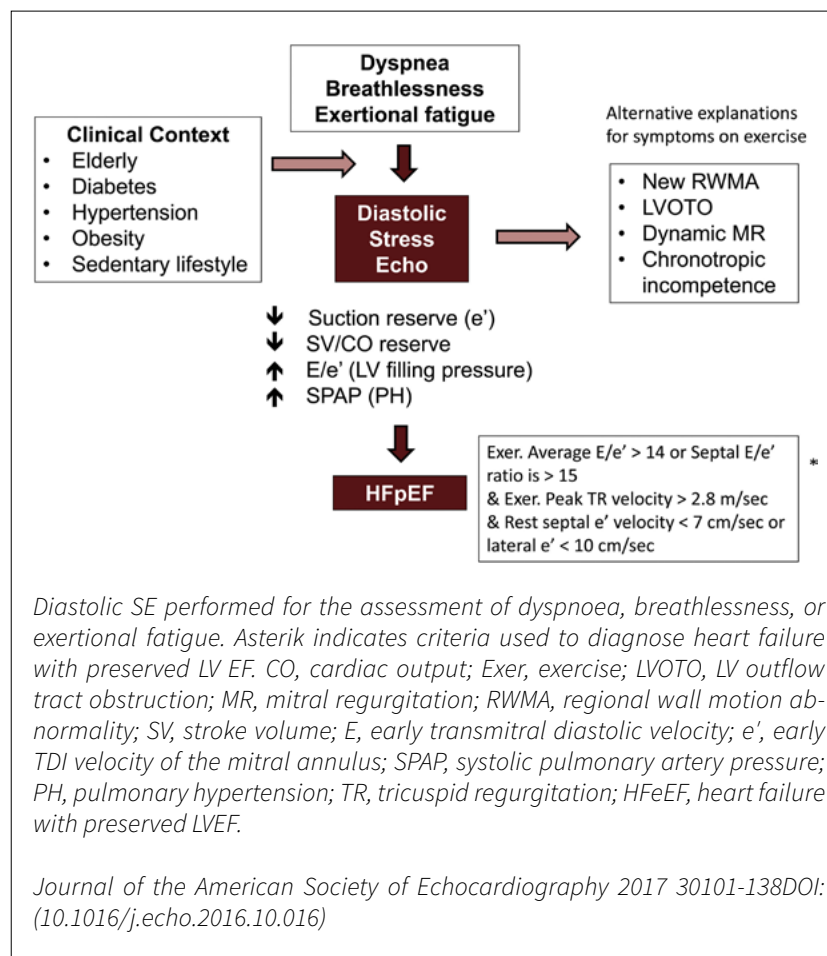 Dyspnea
Breathlessness
Exertional fatigue
Clinical Context
• Elderly
• Diabetes
• Hypertension
• Obesity
• Sedentary lifestyle
Diastolic
Stress
Echo
Alternative explanations
for symptoms on exercise
• New RWMA
• LVOTO
• Dynamic MR
• Chronotropic
incompetence
↓ Suction reserve (e')
↓ SV/CO reserve
↑ E/e' (LV filling pressure)
↑ SPAP (PH)
HFpEF
Exer. Average E/e' > 14 or Septal E/e'
ratio is > 15
& Exer. Peak TR velocity > 2.8 m/sec
& Rest septal e' velocity < 7 cm/sec or
lateral e' < 10 cm/sec
*
Diastolic SE performed for the assessment of dyspnoea, breathlessness, or
exertional fatigue. Asterik indicates criteria used to diagnose heart failure
with preserved LV EF. CO, cardiac output; Exer, exercise; LVOTO, LV outflow
tract obstruction; MR, mitral regurgitation; RWMA, regional wall motion ab-
normality; SV, stroke volume; E, early transmitral diastolic velocity; e', early
TDI velocity of the mitral annulus; SPAP, systolic pulmonary artery pressure;
PH, pulmonary hypertension; TR, tricuspid regurgitation; HFeEF, heart failure
with preserved LVEF.
Journal of the American Society of Echocardiography 2017 30101-138DOI:
(10.1016/j.echo.2016.10.016)